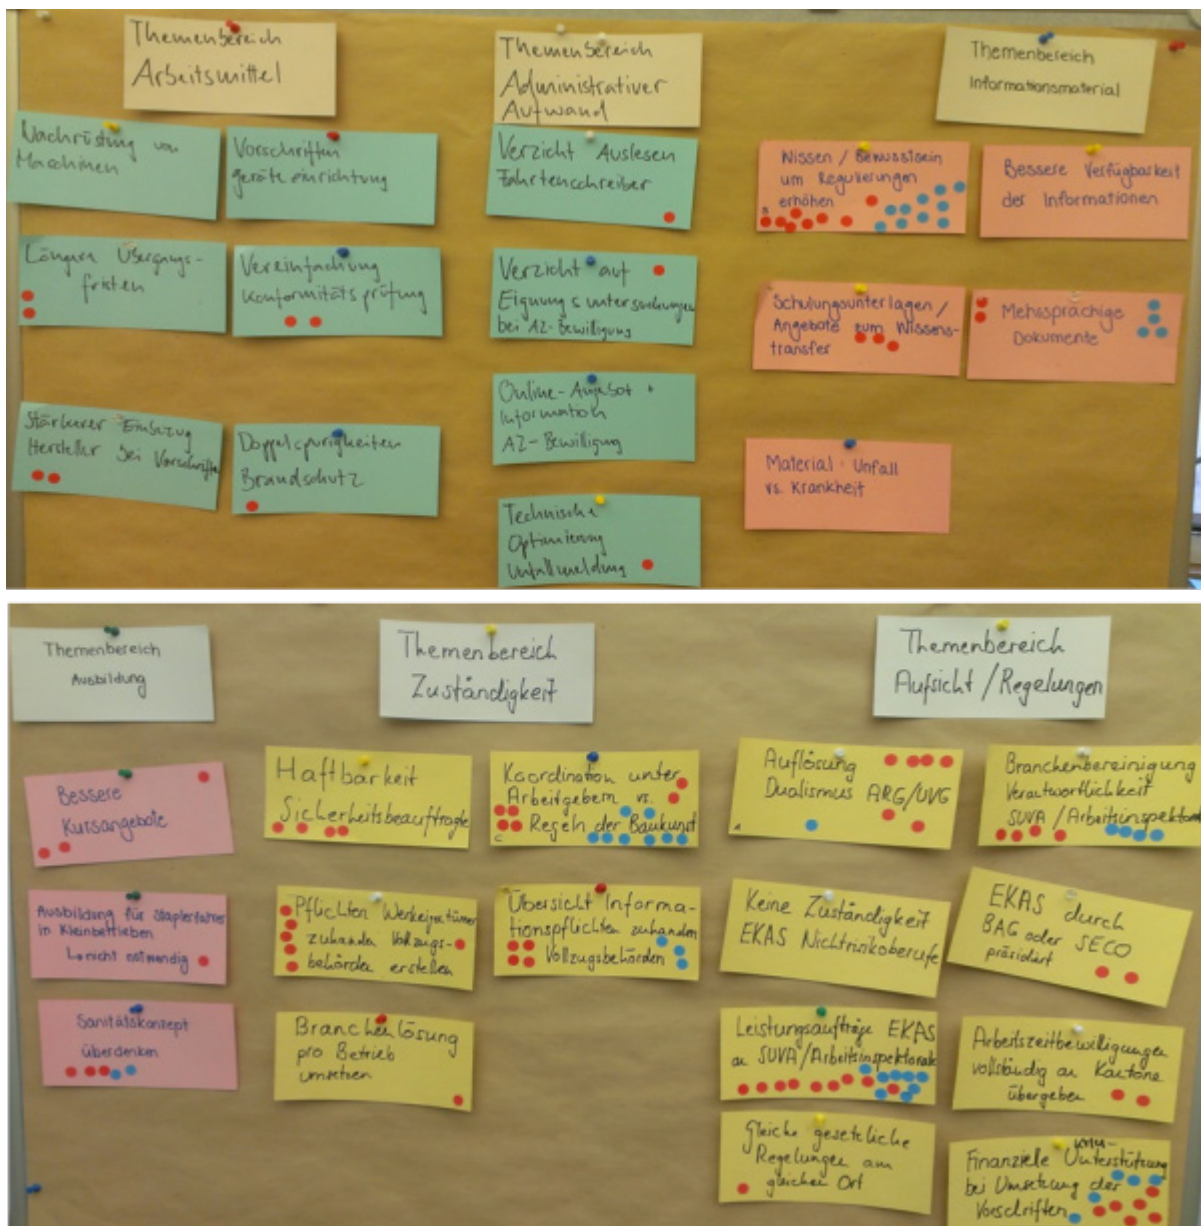 Themenbereich
Arbeitsmittel
Nachrüstung von
Maschinen
Vorschriften
geräteeinrichtung
Längere Übergangs-
fristen
Vereinfachung
Konformitätsprüfung
Stärkerer Einbezug
Hersteller bei Vorschriften
Doppelspurigkeiten
Brandschutz
Themenbereich
Administrativer
Aufwand
Verzicht Auslesen
Fahrtenschreiber
Verzicht auf
Eignungsuntersuchungen
bei AZ-Bewilligung
Online-Angebot +
Information
AZ-Bewilligung
Technische
Optimierung
Unfallmeldung
Themenbereich
Informationsmaterial
Wissen / Bewusstsein
um Regulierungen
erhöhen
B
Bessere Verfügbarkeit
der Informationen
Schulungsunterlagen /
Angebote zum Wissens-
transfer
Mehrsprachige
Dokumente
Material Unfall
vs. Krankheit
Themenbereich
Ausbildung
Bessere
Kursangebote
Ausbildung für Staplerfahrer
in Kleinbetrieben
↳ nicht notwendig
Sanitätskonzept
überdenken
Themenbereich
Zuständigkeit
Haftbarkeit
Sicherheitsbeauftragte
Koordination unter
Arbeitgebern vs.
Regeln der Baukunst
C
Pflichten Werkeigentümer
zuhanden Vollzugs-
behörden erstellen
Übersicht Informa-
tionspflichten zuhanden
Vollzugsbehörden
Branchenlösung
pro Betrieb
umsetzen
Themenbereich
Aufsicht / Regelungen
Auflösung
Dualismus ARG/UVG
A
Branchenbereinigung
Verantwortlichkeit
SUVA / Arbeitsinspektorat
Keine Zuständigkeit
EKAS Nichtrisikoberufe
EKAS durch
BAG oder SECO
präsidiert
Leistungsaufträge EKAS
an SUVA/Arbeitsinspektorate
Arbeitszeitbewilligungen
vollständig an Kantone
übergeben
Gleiche gesetzliche
Regelungen am
gleichen Ort
Finanzielle Unterstützung
bei Umsetzung der
Vorschriften